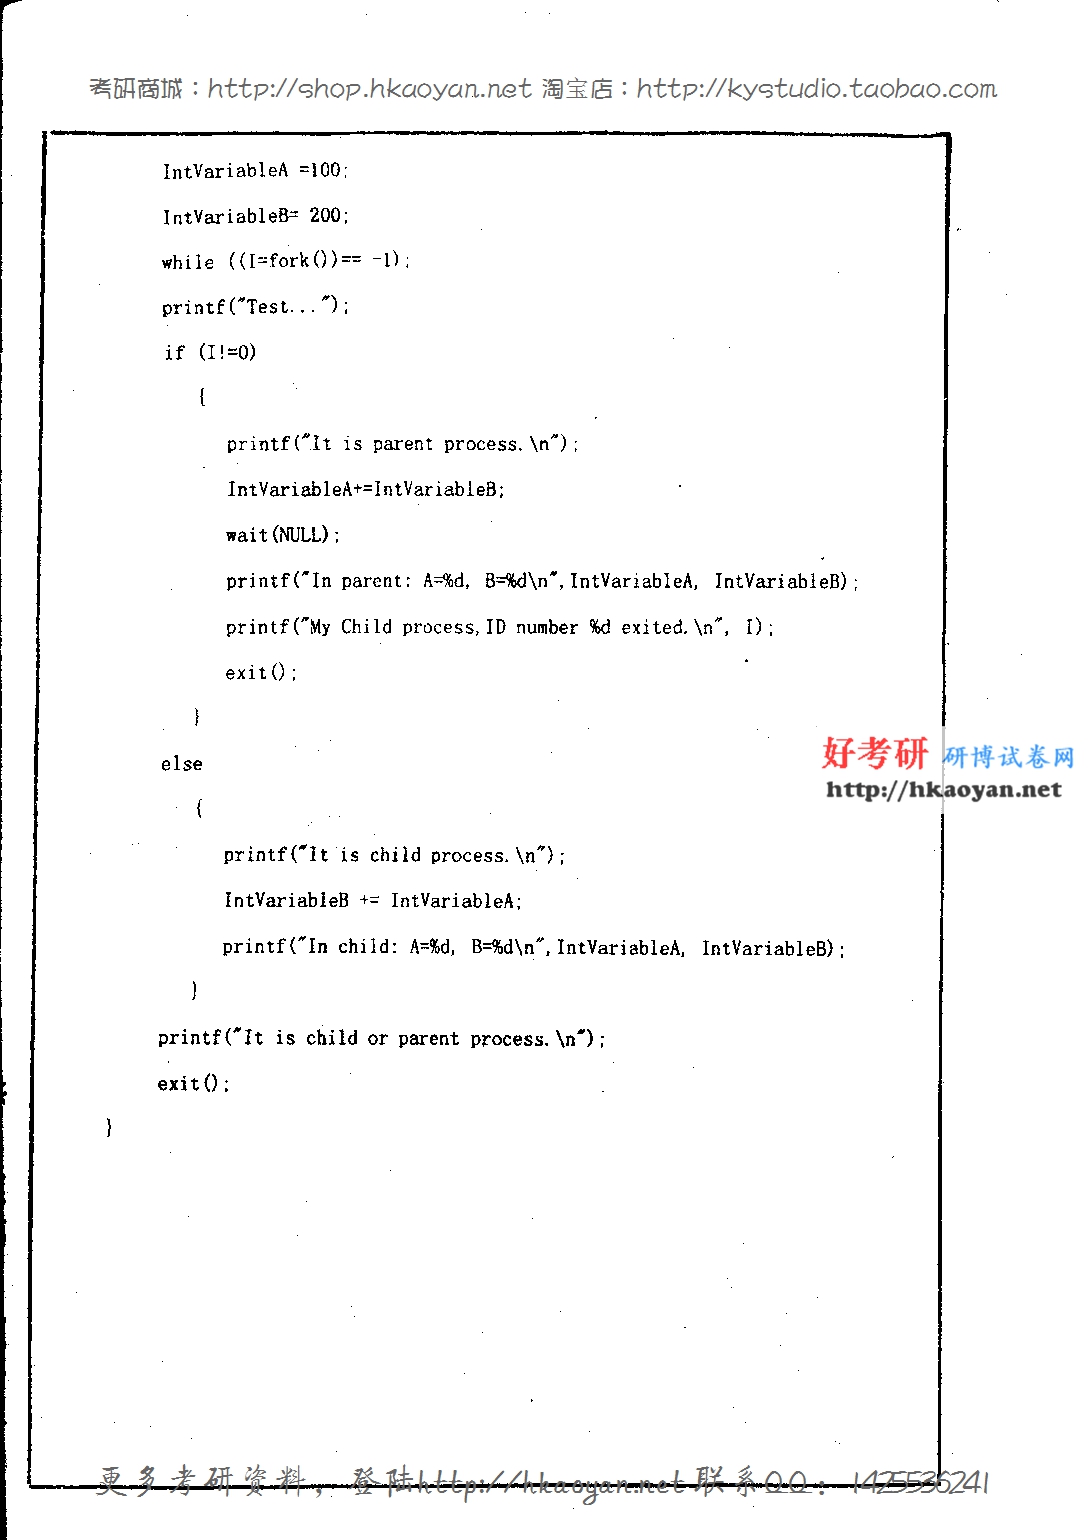 考研商城：http://shop.hkaoyan.net 淘宝店：http://kystudio.taobao.com
IntVariableA =100;
IntVariableB= 200;
while ((I=fork())== -1);
printf("Test...");
if (I!=0)
{
printf("It is parent process.\n");
IntVariableA+=IntVariableB;
wait(NULL);
printf("In parent: A=%d, B=%d\n",IntVariableA, IntVariableB);
printf("My Child process,ID number %d exited.\n", I);
exit();
}
else
{
printf("It is child process.\n");
IntVariableB += IntVariableA;
printf("In child: A=%d, B=%d\n",IntVariableA, IntVariableB);
}
printf("It is child or parent process.\n");
exit();
}
好考研 研博试卷网
http://hkaoyan.net
更多考研资料，登陆http://hkaoyan.net联系QQ：1425536241